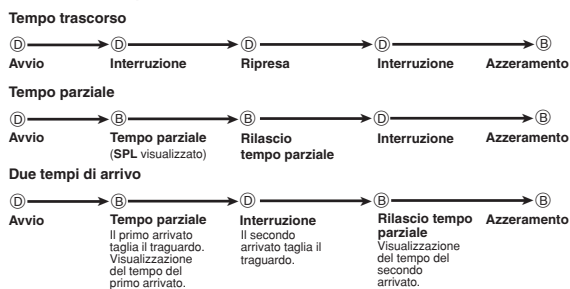 Tempo trascorso
Ⓓ Ⓓ Ⓓ Ⓓ Ⓑ
Avvio Interruzione Ripresa Interruzione Azzeramento
Tempo parziale
Ⓓ Ⓑ Ⓑ Ⓓ Ⓑ
Avvio Tempo parziale Rilascio Interruzione Azzeramento
(SPL visualizzato) tempo parziale
Due tempi di arrivo
Ⓓ Ⓑ Ⓓ Ⓑ Ⓑ
Avvio Tempo parziale Interruzione Rilascio tempo Azzeramento
Il primo arrivato Il secondo parziale
taglia il traguardo. arrivato taglia il Visualizzazione
Visualizzazione traguardo. del tempo del
del tempo del secondo
primo arrivato. arrivato.